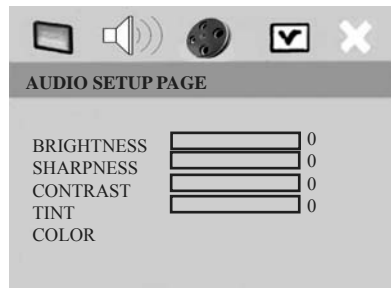 AUDIO SETUP PAGE
BRIGHTNESS 0
SHARPNESS 0
CONTRAST 0
TINT 0
COLOR